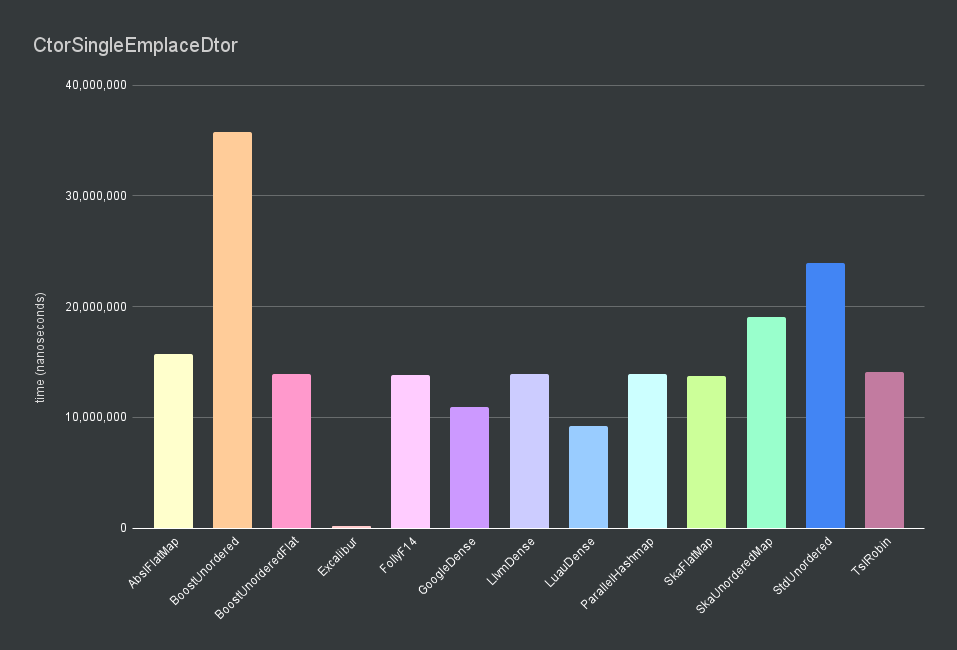 CtorSingleEmplaceDtor
time (nanoseconds)
40,000,000
30,000,000
20,000,000
10,000,000
0
AbslFlatMap
BoostUnordered
BoostUnorderedFlat
Excalibur
FollyF14
GoogleDense
LlvmDense
LuauDense
ParallelHashmap
SkaFlatMap
SkaUnorderedMap
StdUnordered
TslRobin